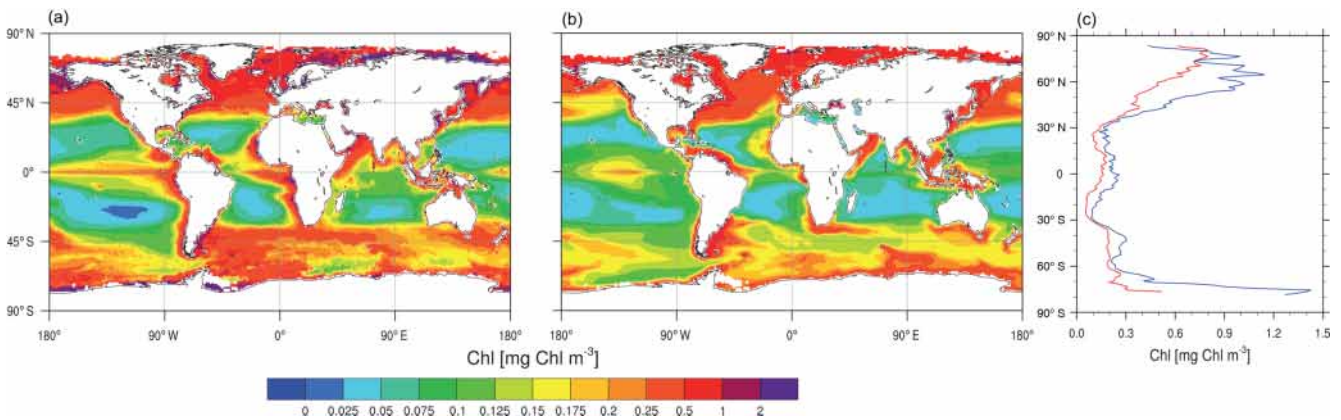 (a)
(b)
(c)
90° N
45° N
0°
45° S
90° S
180° 90° W 0° 90° E 180°
180° 90° W 0° 90° E 180°
90° N
60° N
30° N
0
30° S
60° S
90° S
0.0 0.3 0.6 0.9 1.2 1.5
Chl [mg Chl m⁻³]
Chl [mg Chl m⁻³]
0 0.025 0.05 0.075 0.1 0.125 0.15 0.175 0.2 0.25 0.5 1 2